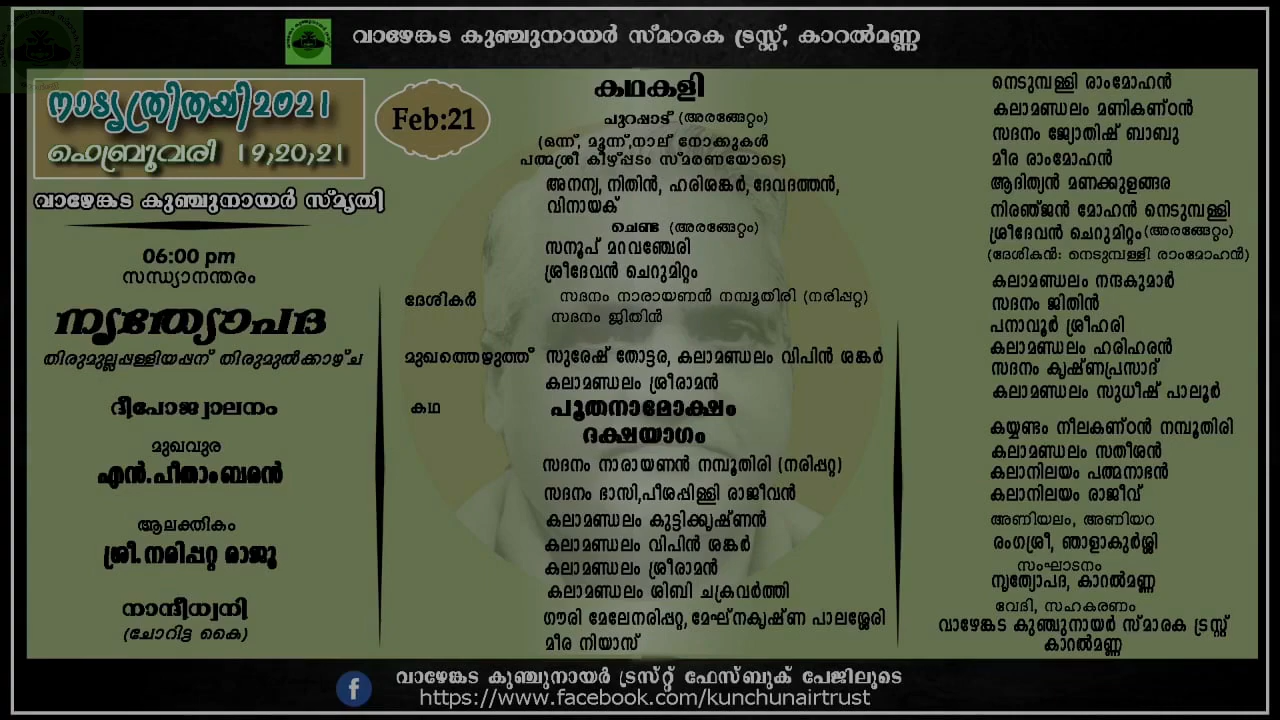 വാഴേങ്കട കുഞ്ചുനായർ സ്മാരക ട്രസ്റ്റ്, കാറൽമണ്ണ
നാട്യത്രിതയി 2021
ഫെബ്രുവരി 19,20,21
വാഴേങ്കട കുഞ്ചുനായർ സ്മൃതി
06:00 pm
സന്ധ്യാനന്തരം
നൃത്യോപദ
തിരുമുല്ലപ്പള്ളിയപ്പന് തിരുമുൽക്കാഴ്ച
ദീപോജ്വാലനം
മുഖവുര
എൻ.പീതാംബരൻ
ആലക്തികം
ശ്രീ.നരിപ്പറ്റ രാജൂ
നാന്ദീധ്വനി
(ചോറിട്ട കൈ)
Feb:21
കഥകളി
പുറപ്പാട് (അരങ്ങേറ്റം)
(ഒന്ന്, മൂന്ന്,നാല് നോക്കുകൾ
പത്മശ്രീ കീഴ്പ്പടം സ്മരണയോടെ)
അനന്യ, നിതിൻ, ഹരിശങ്കർ, ദേവദത്തൻ,
വിനായക്
ചെണ്ട (അരങ്ങേറ്റം)
സനൂപ് മറവഞ്ചേരി
ശ്രീദേവൻ ചെറുമിറ്റം
ദേശികർ സദനം നാരായണൻ നമ്പൂതിരി (നരിപ്പറ്റ)
സദനം ജിതിൻ
മുഖത്തെഴുത്ത് സുരേഷ് തോട്ടര, കലാമണ്ഡലം വിപിൻ ശങ്കർ
കലാമണ്ഡലം ശ്രീരാമൻ
കഥ പൂതനാമോക്ഷം
ദക്ഷയാഗം
സദനം നാരായണൻ നമ്പൂതിരി (നരിപ്പറ്റ)
സദനം ഭാസി,പീശപ്പിള്ളി രാജീവൻ
കലാമണ്ഡലം കുട്ടിക്കൃഷ്ണൻ
കലാമണ്ഡലം വിപിൻ ശങ്കർ
കലാമണ്ഡലം ശ്രീരാമൻ
കലാമണ്ഡലം ശിബി ചക്രവർത്തി
ഗൗരി മേലേനരിപ്പറ്റ, മേഘ്നകൃഷ്ണ പാലശ്ശേരി
മീര നിയാസ്
നെടുമ്പള്ളി രാംമോഹൻ
കലാമണ്ഡലം മണികണ്ഠൻ
സദനം ജ്യോതിഷ് ബാബു
മീര രാംമോഹൻ
ആദിത്യൻ മണക്കുളങ്ങര
നിരഞ്ജൻ മോഹൻ നെടുമ്പള്ളി
ശ്രീദേവൻ ചെറുമിറ്റം (അരങ്ങേറ്റം)
(ദേശികൻ: നെടുമ്പള്ളി രാംമോഹൻ)
കലാമണ്ഡലം നന്ദകുമാർ
സദനം ജിതിൻ
പനാവൂർ ശ്രീഹരി
കലാമണ്ഡലം ഹരിഹരൻ
സദനം കൃഷ്ണപ്രസാദ്
കലാമണ്ഡലം സുധീഷ് പാലൂർ
കയ്യണ്ടം നീലകണ്ഠൻ നമ്പൂതിരി
കലാമണ്ഡലം സതീശൻ
കലാനിലയം പത്മനാഭൻ
കലാനിലയം രാജീവ്
അണിയലം, അണിയറ
രംഗശ്രീ, ഞാളാകുർശ്ശി
സംഘാടനം
നൃത്യോപദ, കാറൽമണ്ണ
വേദി, സഹകരണം
വാഴേങ്കട കുഞ്ചുനായർ സ്മാരക ട്രസ്റ്റ്
കാറൽമണ്ണ
വാഴേങ്കട കുഞ്ചുനായർ ട്രസ്റ്റ് ഫേസ്ബുക് പേജിലൂടെ
https://www.facebook.com/kunchunairtrust